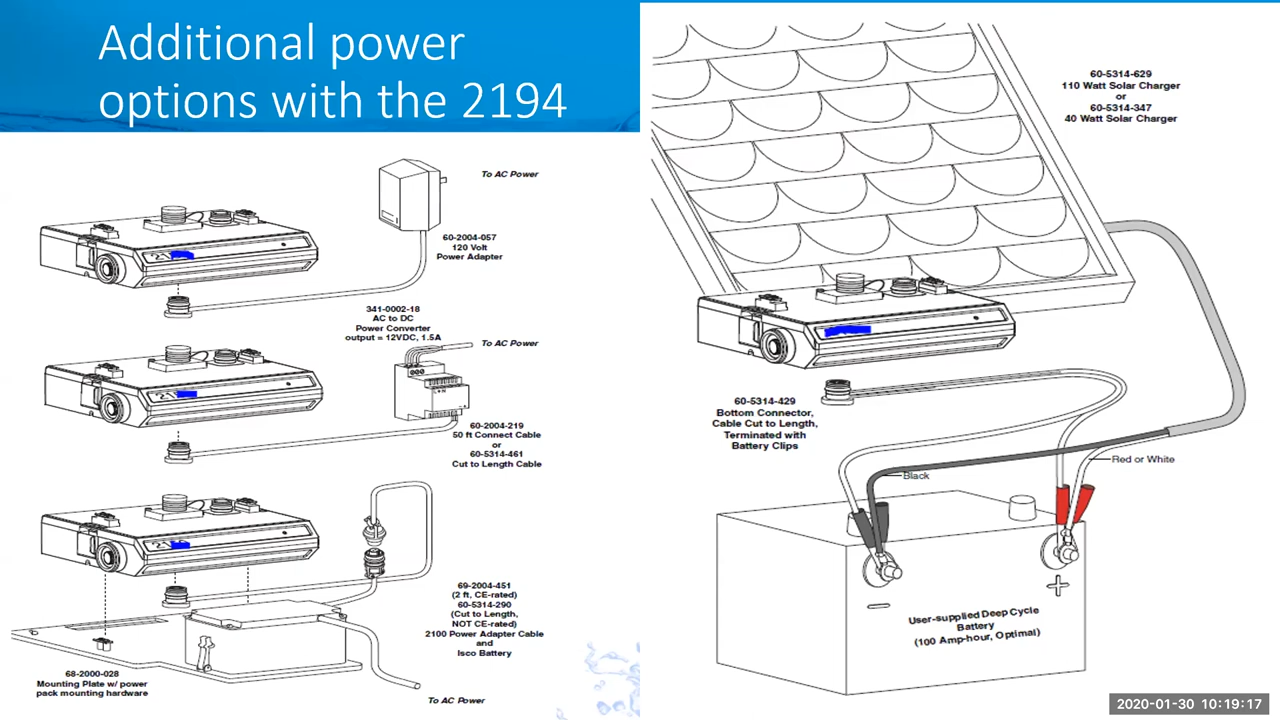 Additional power
options with the 2194
To AC Power
60-2004-057
120 Volt
Power Adapter
21
341-0002-18
AC to DC
Power Converter
output = 12VDC, 1.5A
To AC Power
21
60-2004-219
50 ft Connect Cable
or
60-5314-461
Cut to Length Cable
21
69-2004-451
(2 ft, CE-rated)
60-5314-290
(Cut to Length,
NOT CE-rated)
2100 Power Adapter Cable
and
Isco Battery
68-2000-028
Mounting Plate w/ power
pack mounting hardware
To AC Power
60-5314-629
110 Watt Solar Charger
or
60-5314-347
40 Watt Solar Charger
60-5314-429
Bottom Connector,
Cable Cut to Length,
Terminated with
Battery Clips
Red or White
Black
User-supplied Deep Cycle
Battery
(100 Amp-hour, Optimal)
2020-01-30 10:19:17